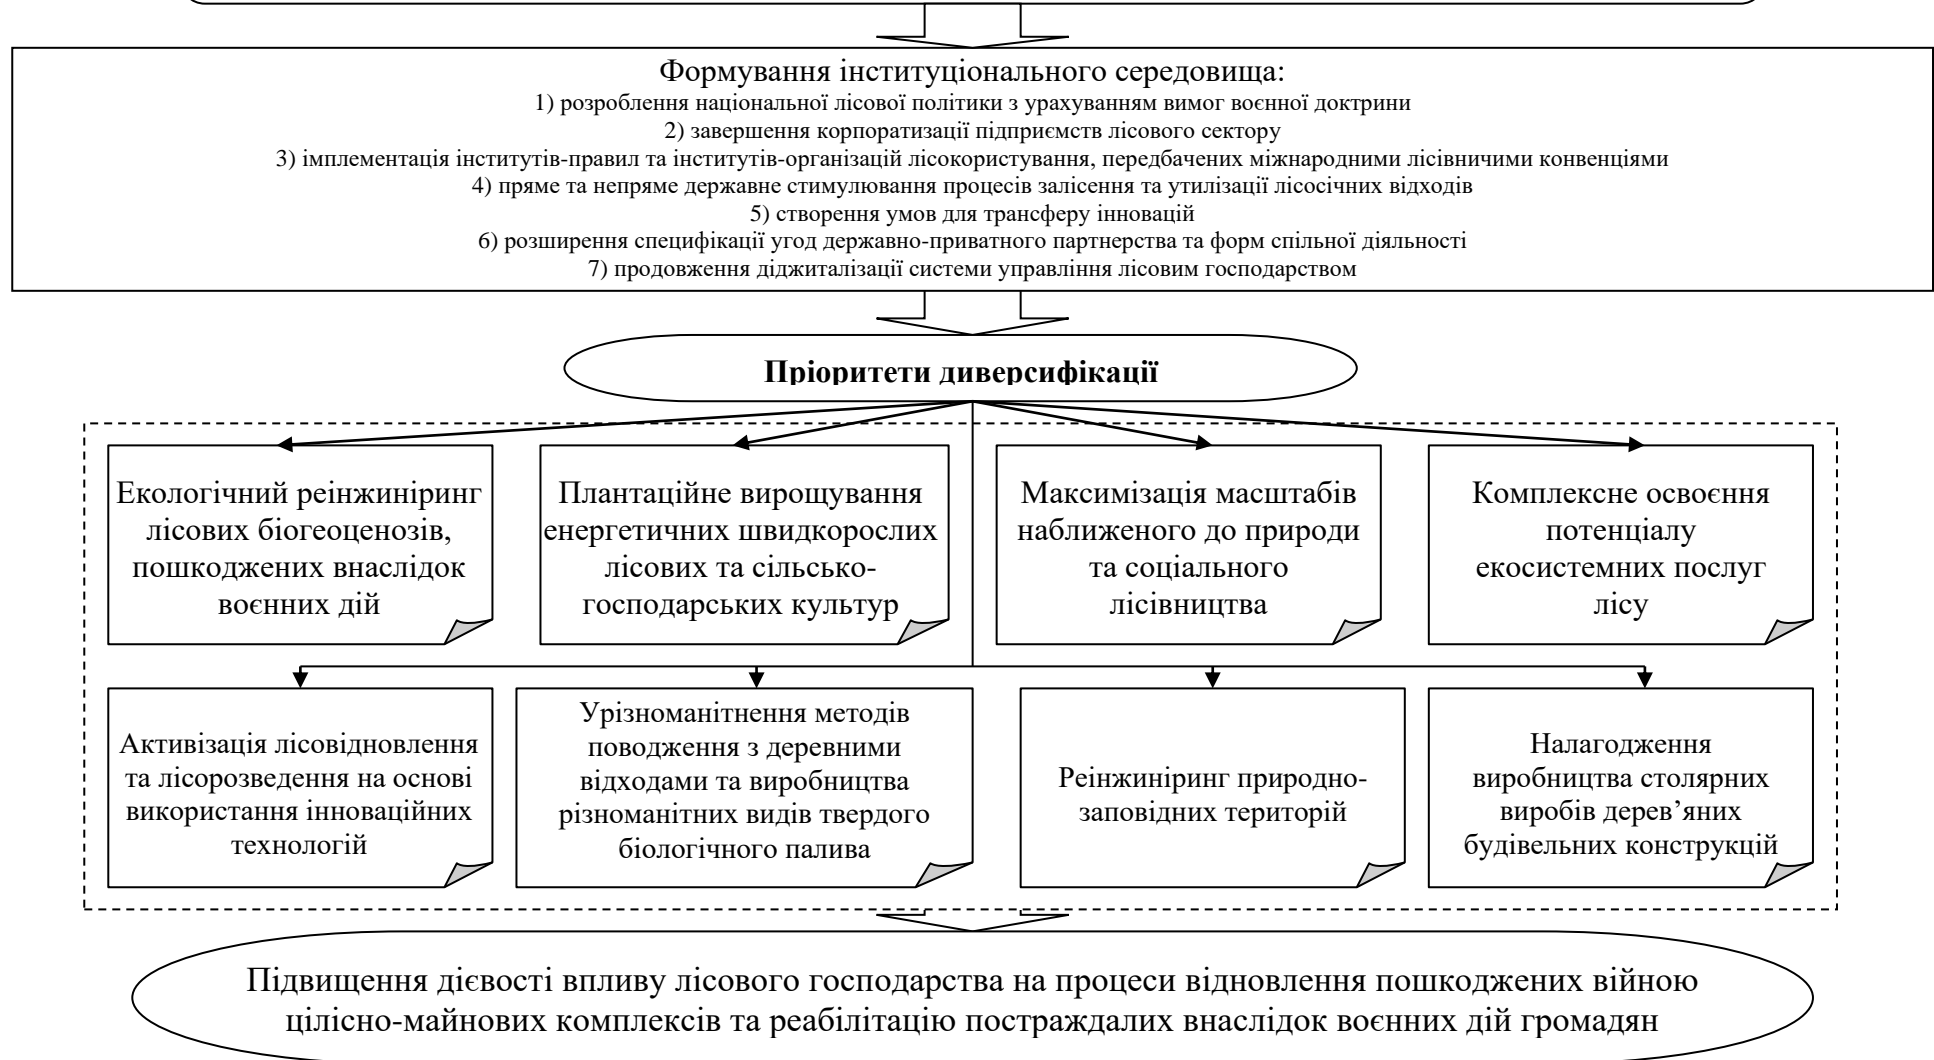 Формування інституціонального середовища:
1) розроблення національної лісової політики з урахуванням вимог воєнної доктрини
2) завершення корпоратизації підприємств лісового сектору
3) імплементація інститутів-правил та інститутів-організацій лісокористування, передбачених міжнародними лісівничими конвенціями
4) пряме та непряме державне стимулювання процесів залісення та утилізації лісосічних відходів
5) створення умов для трансферу інновацій
6) розширення специфікації угод державно-приватного партнерства та форм спільної діяльності
7) продовження діджиталізації системи управління лісовим господарством
Пріоритети диверсифікації
Екологічний реінжиніринг
лісових біогеоценозів,
пошкоджених внаслідок
воєнних дій
Плантаційне вирощування
енергетичних швидкорослих
лісових та сільсько-
господарських культур
Максимізація масштабів
наближеного до природи
та соціального
лісівництва
Комплексне освоєння
потенціалу
екосистемних послуг
лісу
Активізація лісовідновлення
та лісорозведення на основі
використання інноваційних
технологій
Урізноманітнення методів
поводження з деревними
відходами та виробництва
різноманітних видів твердого
біологічного палива
Реінжиніринг природно-
заповідних територій
Налагодження
виробництва столярних
виробів дерев’яних
будівельних конструкцій
Підвищення дієвості впливу лісового господарства на процеси відновлення пошкоджених війною
цілісно-майнових комплексів та реабілітацію постраждалих внаслідок воєнних дій громадян